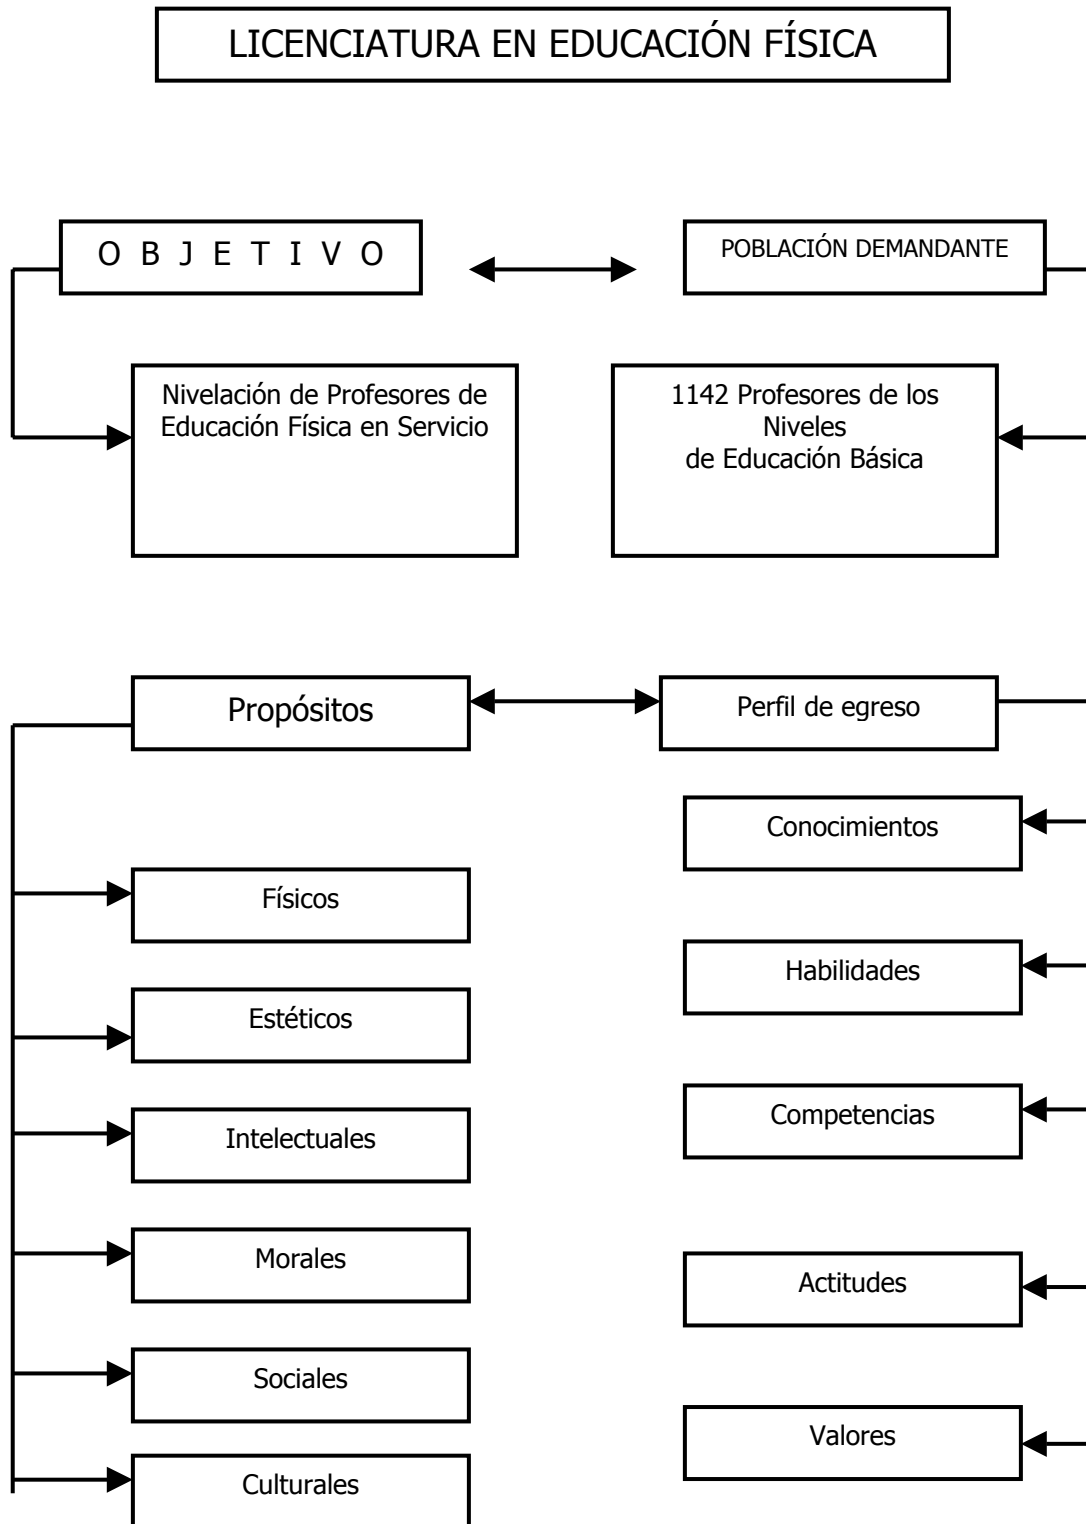 LICENCIATURA EN EDUCACIÓN FÍSICA
O B J E T I V O
POBLACIÓN DEMANDANTE
Nivelación de Profesores de
Educación Física en Servicio
1142 Profesores de los
Niveles
de Educación Básica
Propósitos
Perfil de egreso
Conocimientos
Físicos
Habilidades
Estéticos
Competencias
Intelectuales
Morales
Actitudes
Sociales
Valores
Culturales